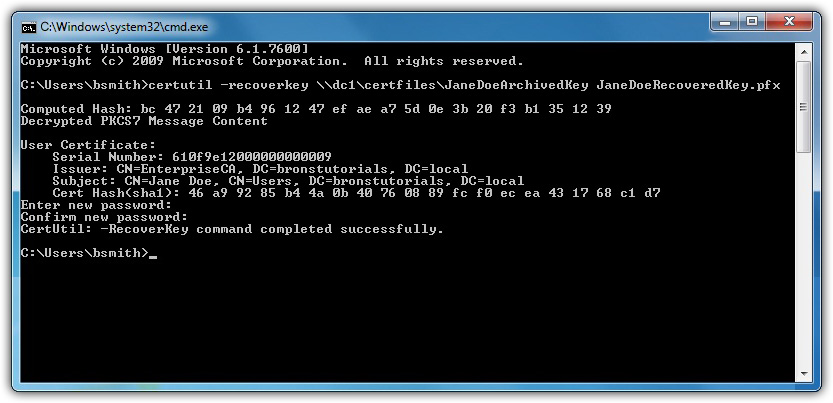 C:\Windows\system32\cmd.exe
Microsoft Windows [Version 6.1.7600]
Copyright (c) 2009 Microsoft Corporation.  All rights reserved.
C:\Users\bsmith>certutil -recoverkey \\dc1\certfiles\JaneDoeArchivedKey JaneDoeRecoveredKey.pfx
Computed Hash: bc 47 21 09 b4 96 12 47 ef ae a7 5d 0e 3b 20 f3 b1 35 12 39
Decrypted PKCS7 Message Content
User Certificate:
    Serial Number: 610f9e12000000000009
    Issuer: CN=EnterpriseCA, DC=bronstutorials, DC=local
    Subject: CN=Jane Doe, CN=Users, DC=bronstutorials, DC=local
    Cert Hash(sha1): 46 a9 92 85 b4 4a 0b 40 76 08 89 fc f0 ec ea 43 17 68 c1 d7
Enter new password:
Confirm new password:
CertUtil: -RecoverKey command completed successfully.
C:\Users\bsmith>_